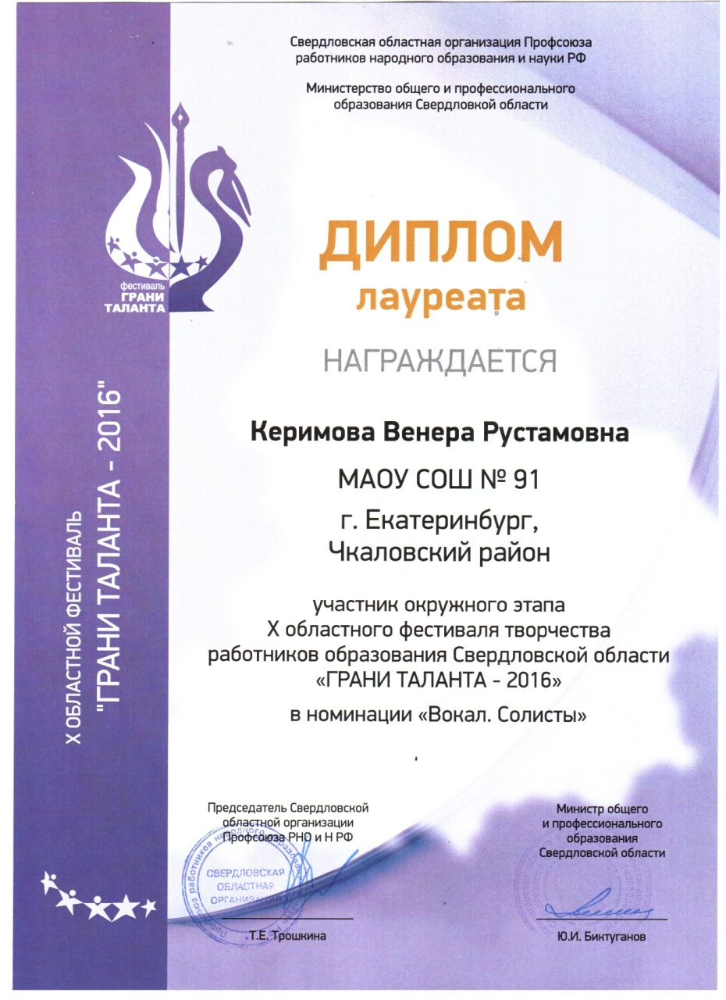 Свердловская областная организация Профсоюза
работников народного образования и науки РФ
Министерство общего и профессионального
образования Свердловкой области
фестиваль
ГРАНИ
ТАЛАНТА
ДИПЛОМ
лауреата
НАГРАЖДАЕТСЯ
Керимова Венера Рустамовна
МАОУ СОШ № 91
г. Екатеринбург,
Чкаловский район
участник окружного этапа
X областного фестиваля творчества
работников образования Свердловской области
«ГРАНИ ТАЛАНТА - 2016»
в номинации «Вокал. Солисты»
X ОБЛАСТНОЙ ФЕСТИВАЛЬ
"ГРАНИ ТАЛАНТА - 2016"
Председатель Свердловской
областной организации
Профсоюза РНО и Н РФ
СВЕРДЛОВСКАЯ
ОБЛАСТНАЯ
ОРГАНИЗАЦИЯ
Т.Е. Трошкина
Министр общего
и профессионального
образования
Свердловской области
Ю.И. Биктуганов